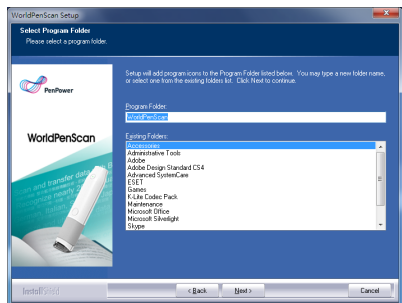 WorldPenScan Setup
Select Program Folder
Please select a program folder.
PenPower
WorldPenScan
Setup will add program icons to the Program Folder listed below. You may type a new folder name,
or select one from the existing folders list. Click Next to continue.
Program Folder:
WorldPenScan
Existing Folders:
Accessories
Administrative Tools
Adobe
Adobe Design Standard CS4
Advanced SystemCare
ESET
Games
K-Lite Codec Pack
Maintenance
Microsoft Office
Microsoft Silverlight
Skype
InstallShield
< Back
Next >
Cancel